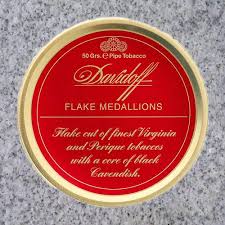 50 Grs. ℮ Pipe Tobacco
Davidoff
FLAKE MEDALLIONS
Flake cut of finest Virginia
and Perique tobaccos
with a core of black
Cavendish.